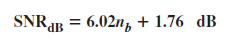 SNR_dB = 6.02n_b + 1.76 dB